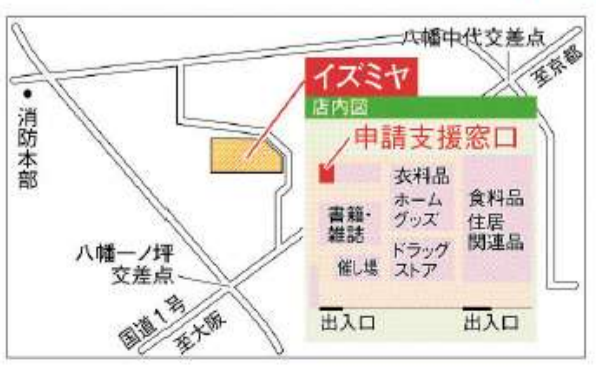 八幡中代交差点
至京都
イズミヤ
店内図
申請支援窓口
消防本部
衣料品
ホーム
グッズ
食料品
住居
関連品
書籍・
雑誌
ドラッグ
ストア
催し場
八幡一ノ坪
交差点
国道1号
至大阪
出入口
出入口